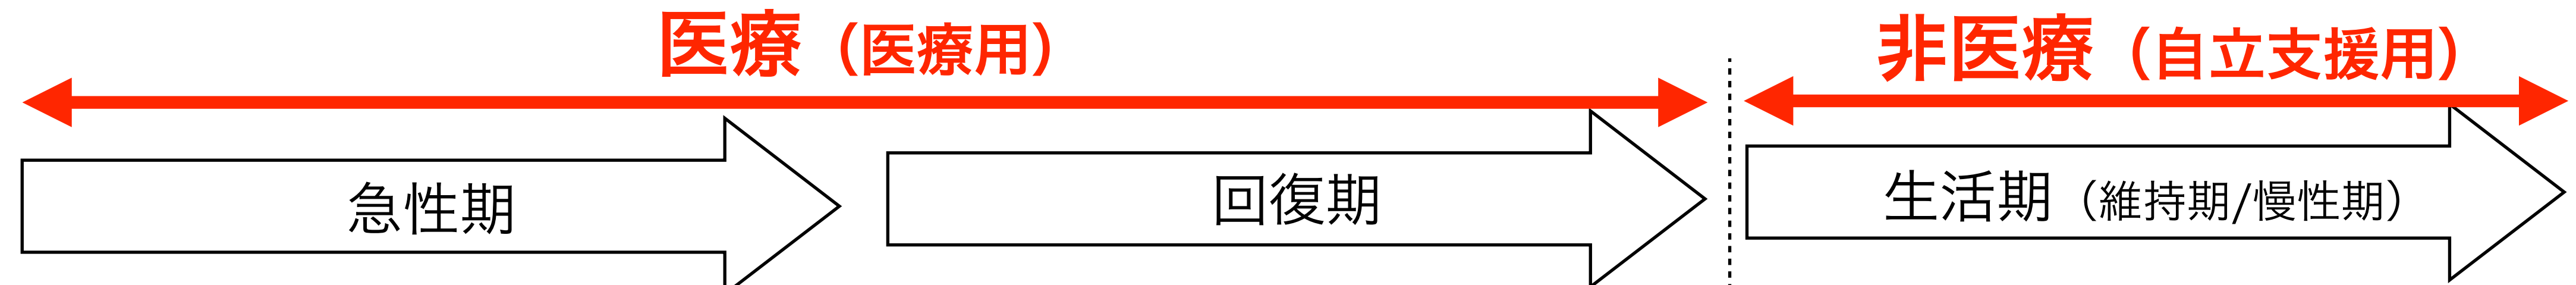 医療（医療用）
非医療（自立支援用）
急性期
回復期
生活期（維持期/慢性期）